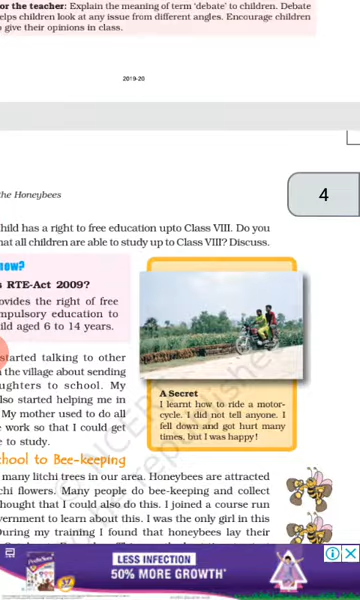 or the teacher: Explain the meaning of term 'debate' to children. Debate
elps children look at any issue from different angles. Encourage children
o give their opinions in class.
2019-20
the Honeybees
4
hild has a right to free education upto Class VIII. Do you
hat all children are able to study up to Class VIII? Discuss.
now?
s RTE-Act 2009?
ovides the right of free
mpulsory education to
ild aged 6 to 14 years.
started talking to other
the village about sending
ughters to school. My
lso started helping me in
My mother used to do all
e work so that I could get
e to study.
A Secret
I learnt how to ride a motor-
cycle. I did not tell anyone. I
fell down and got hurt many
times, but I was happy!
chool to Bee-keeping
many litchi trees in our area. Honeybees are attracted
chi flowers. Many people do bee-keeping and collect
hought that I could also do this. I joined a course run
vernment to learn about this. I was the only girl in this
During my training I found that honeybees lay their
LESS INFECTION
50% MORE GROWTH*